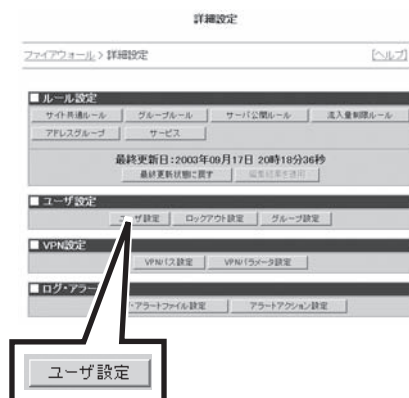 詳細設定
ファイアウォール > 詳細設定 [ヘルプ]
■ ルール設定
サイト共通ルール グループルール サーバ公開ルール 流入量制限ルール
アドレスグループ サービス
最終更新日:2003年09月17日 20時18分36秒
最終更新状態に戻す 編集結果を適用
■ ユーザ設定
ユーザ設定 ロックアウト設定 グループ設定
■ VPN設定
VPNパス設定 VPNパラメータ設定
■ ログ・アラー
・アラートファイル設定 アラートアクション設定
ユーザ設定